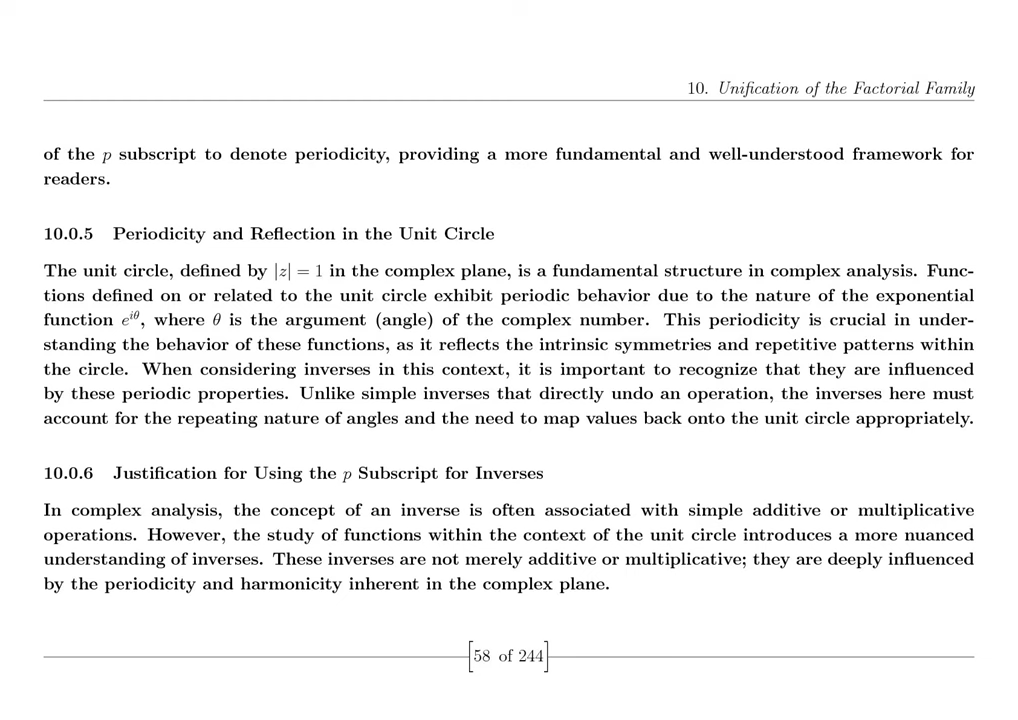 10. Unification of the Factorial Family
of the p subscript to denote periodicity, providing a more fundamental and well-understood framework for
readers.
10.0.5 Periodicity and Reflection in the Unit Circle
The unit circle, defined by |z| = 1 in the complex plane, is a fundamental structure in complex analysis. Func-
tions defined on or related to the unit circle exhibit periodic behavior due to the nature of the exponential
function e^{iθ}, where θ is the argument (angle) of the complex number. This periodicity is crucial in under-
standing the behavior of these functions, as it reflects the intrinsic symmetries and repetitive patterns within
the circle. When considering inverses in this context, it is important to recognize that they are influenced
by these periodic properties. Unlike simple inverses that directly undo an operation, the inverses here must
account for the repeating nature of angles and the need to map values back onto the unit circle appropriately.
10.0.6 Justification for Using the p Subscript for Inverses
In complex analysis, the concept of an inverse is often associated with simple additive or multiplicative
operations. However, the study of functions within the context of the unit circle introduces a more nuanced
understanding of inverses. These inverses are not merely additive or multiplicative; they are deeply influenced
by the periodicity and harmonicity inherent in the complex plane.
[58 of 244]